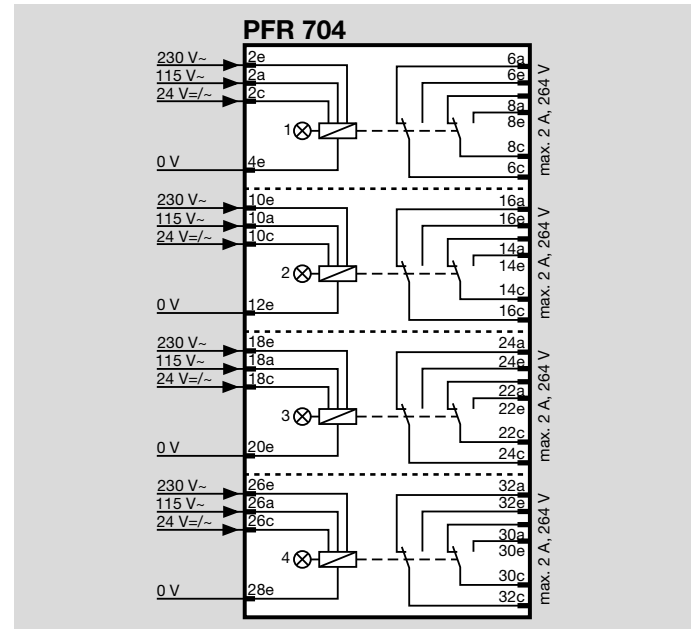 PFR 704
230 V~ 2e 6a
115 V~ 2a 6e
24 V=/~ 2c
8a
8e
1
8c
0 V 4e 6c
max. 2 A, 264 V
230 V~ 10e 16a
115 V~ 10a 16e
24 V=/~ 10c
14a
14e
2
14c
0 V 12e 16c
max. 2 A, 264 V
230 V~ 18e 24a
115 V~ 18a 24e
24 V=/~ 18c
22a
22e
3
22c
0 V 20e 24c
max. 2 A, 264 V
230 V~ 26e 32a
115 V~ 26a 32e
24 V=/~ 26c
30a
30e
4
30c
0 V 28e 32c
max. 2 A, 264 V